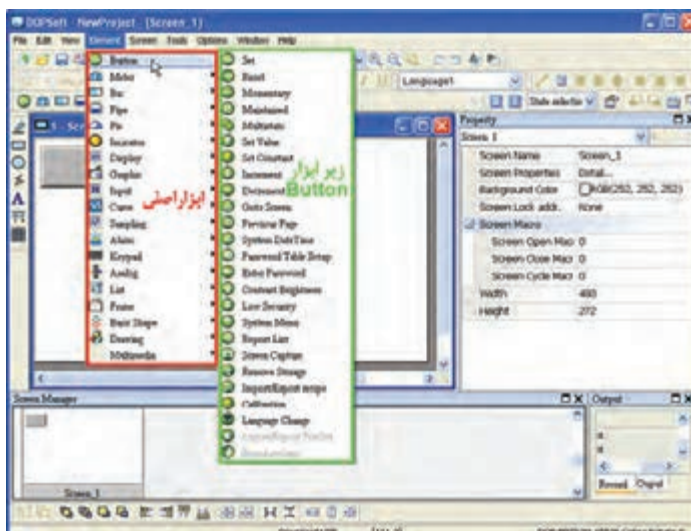 DOPSoft - NewProject - (Screen_1)
File Edit View Element Screen Tools Options Window Help
Language1
Button
Meter
Bar
Pipe
Pie
Indicator
Display
Graphic
Input
Curve
Sampling
Alarm
Keypad
Analog
List
Frame
Basic Shape
Drawing
Multimedia
ابزار اصلی
Set
Reset
Momentary
Maintained
Multistate
Set Value
Set Constant
Increment
Decrement
Goto Screen
Previous Page
System DateTime
Password Table Setup
Enter Password
Contrast Brightness
Low Security
System Menu
Report List
Screen Capture
Remove Storage
Import/Export recipe
Calibration
Language Change
زیر ابزار
Button
Property
Screen_1
Screen Name Screen_1
Screen Properties Detail...
Background Color RGB(252, 252, 252)
Screen Lock addr. None
Screen Macro
Screen Open Mac 0
Screen Close Mac 0
Screen Cycle Mac 0
Width 480
Height 272
Screen Manager
Screen_1
Output
Record Output